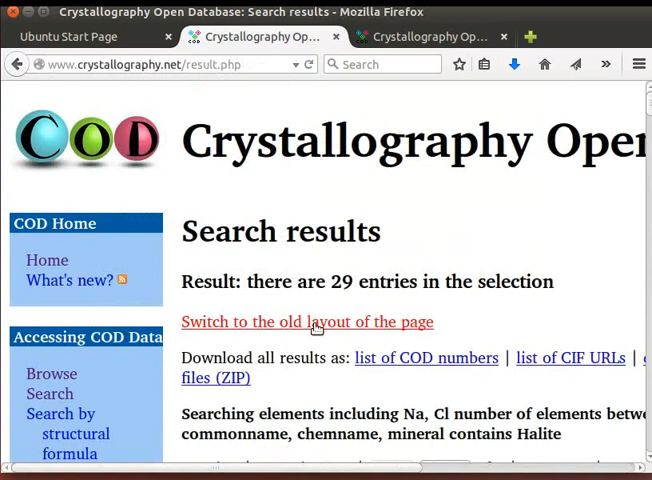 Crystallography Open Database: Search results - Mozilla Firefox
Ubuntu Start Page
Crystallography Op...
Crystallography Op...
www.crystallography.net/result.php
Search
COD
Crystallography Open
COD Home
Home
What's new?
Accessing COD Data
Browse
Search
Search by
structural
formula
Search results
Result: there are 29 entries in the selection
Switch to the old layout of the page
Download all results as: list of COD numbers | list of CIF URLs |
files (ZIP)
Searching elements including Na, Cl number of elements betwe
commonname, chemname, mineral contains Halite